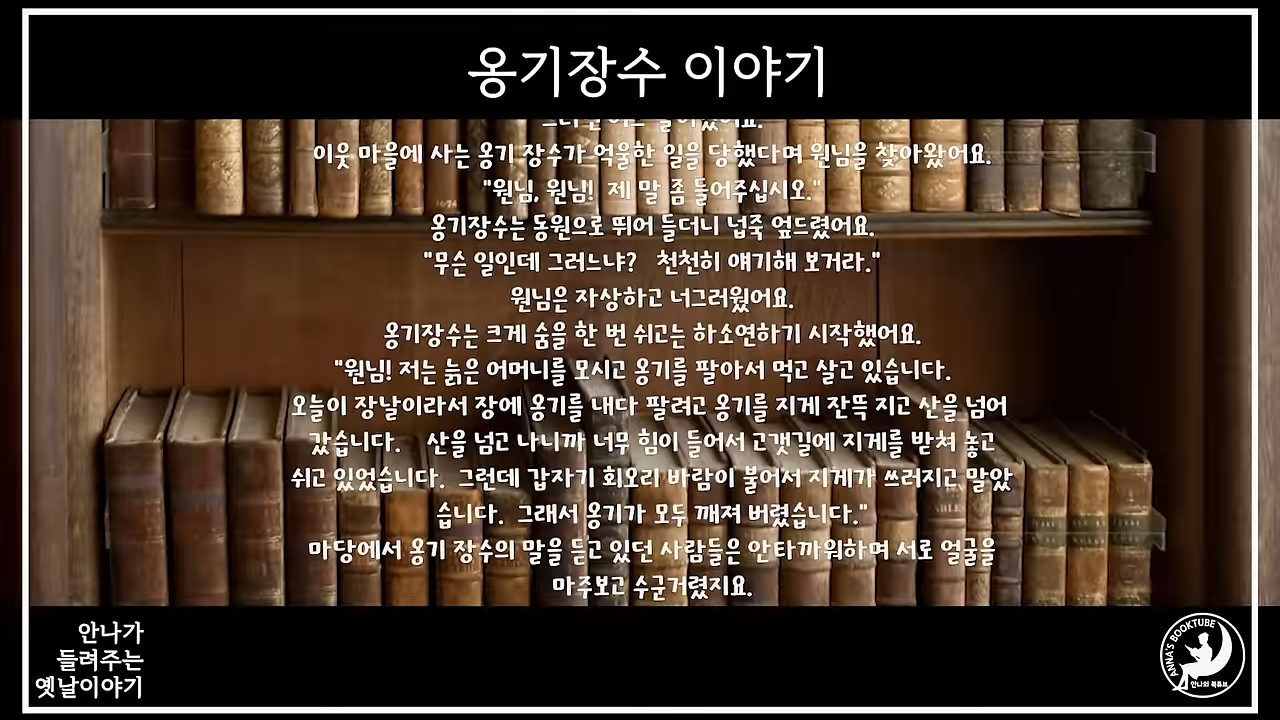 옹기장수 이야기
이웃 마을에 사는 옹기 장수가 억울한 일을 당했다며 원님을 찾아왔어요.
"원님, 원님!  제 말 좀 들어주십시오."
옹기장수는 동원으로 뛰어 들더니 넙죽 엎드렸어요.
"무슨 일인데 그러느냐?   천천히 얘기해 보거라."
원님은 자상하고 너그러웠어요.
옹기장수는 크게 숨을 한 번 쉬고는 하소연하기 시작했어요.
"원님! 저는 늙은 어머니를 모시고 옹기를 팔아서 먹고 살고 있습니다.
오늘이 장날이라서 장에 옹기를 내다 팔려고 옹기를 지게 잔뜩 지고 산을 넘어
갔습니다.    산을 넘고 나니까 너무 힘이 들어서 고갯길에 지게를 받쳐 놓고
쉬고 있었습니다.  그런데 갑자기 회오리 바람이 불어서 지게가 쓰러지고 말았
습니다.  그래서 옹기가 모두 깨져 버렸습니다."
마당에서 옹기 장수의 말을 듣고 있던 사람들은 안타까워하며 서로 얼굴을
마주보고 수군거렸지요.
안나가
들려주는
옛날이야기
ANNA'S BOOKTUBE
안나의 북튜브